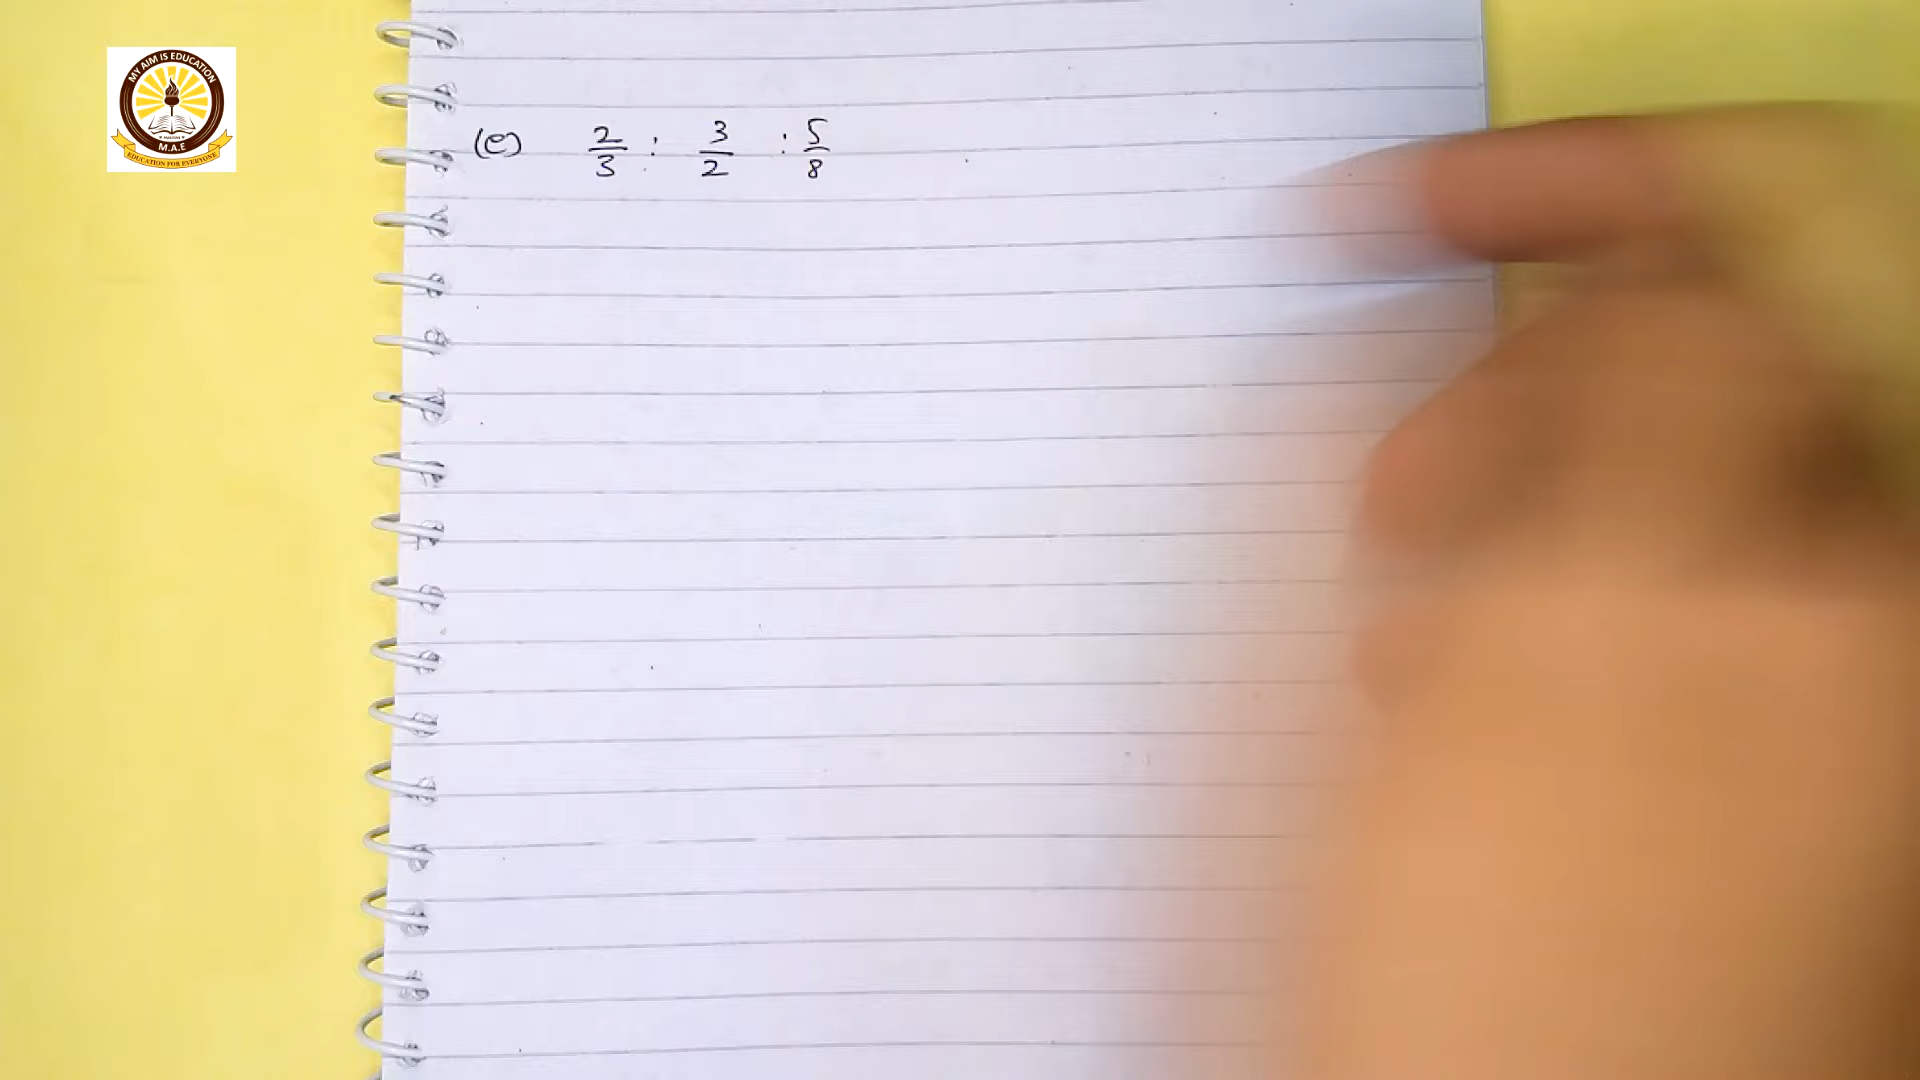 MY AIM IS EDUCATION
M.A.E
EDUCATION FOR EVERYONE
(e) 2/3 : 3/2 : 5/8